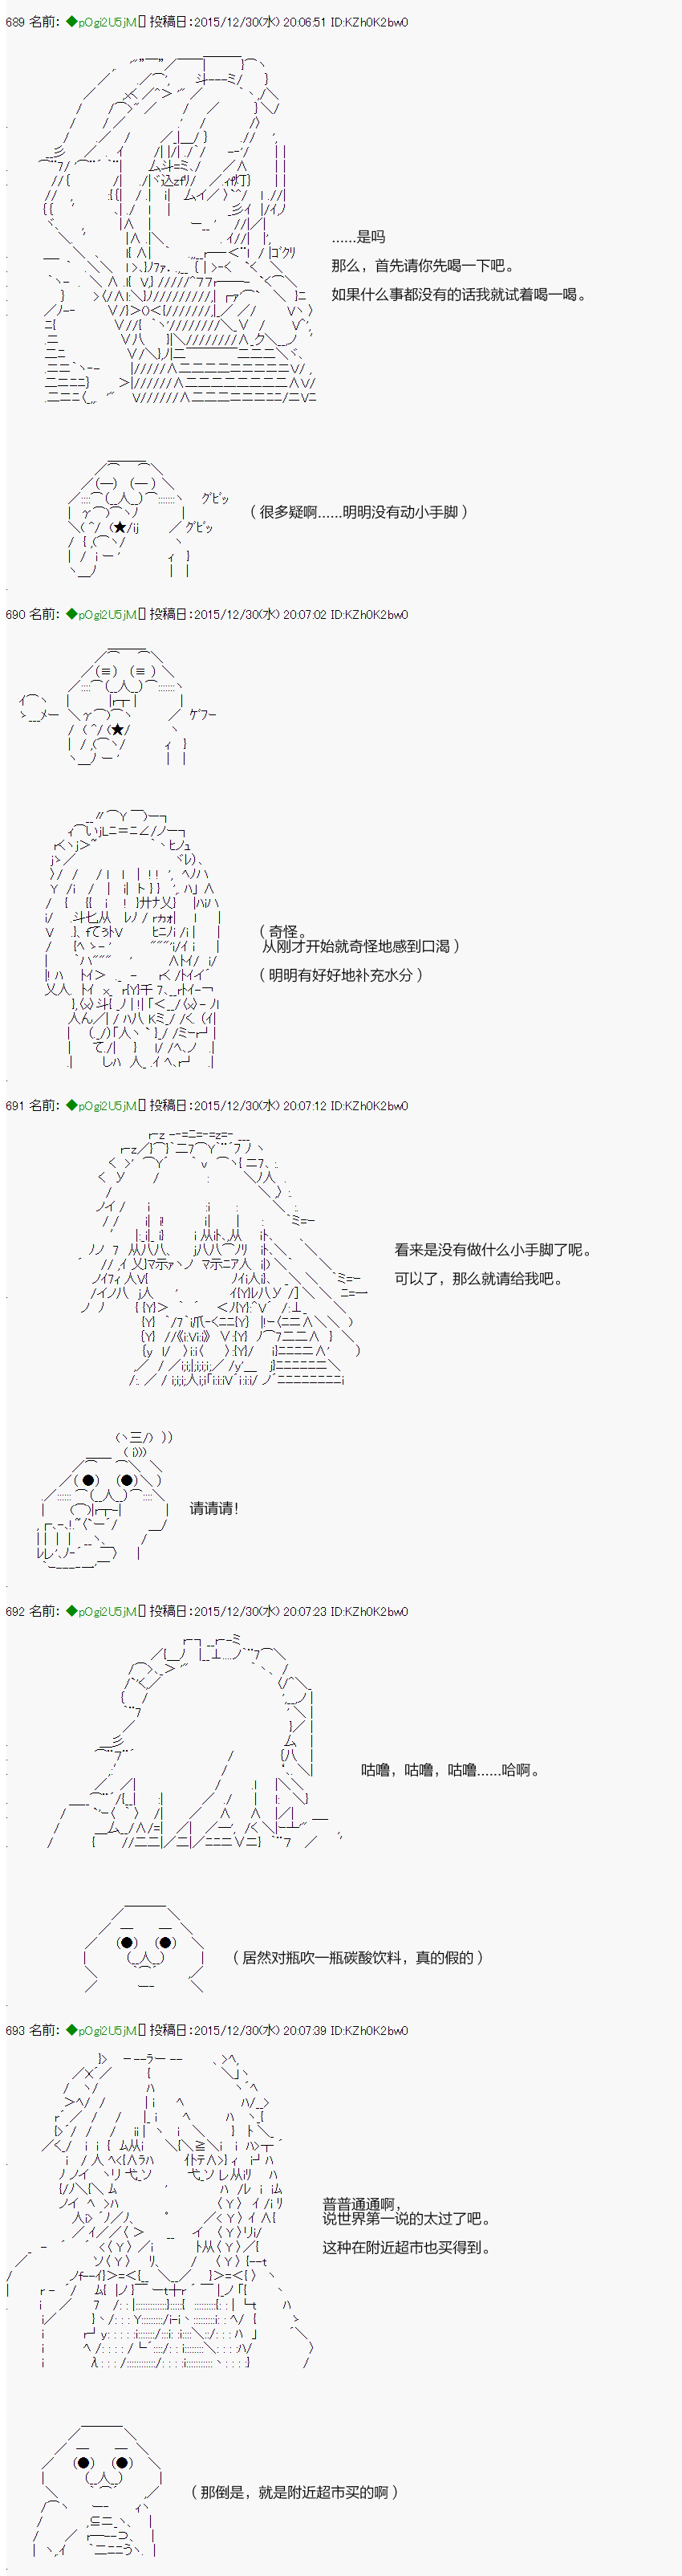 689 名前：◆pOgi2U5jM.[] 投稿日：2015/12/30(水) 20:06:51 ID:KZh0K2bw0
……是吗
那么，首先请你先喝一下吧。
如果什么事都没有的话我就试着喝一喝。
ｸﾞﾋﾞｯ
（很多疑啊……明明没有动小手脚）
ｸﾞﾋﾞｯ
690 名前：◆pOgi2U5jM.[] 投稿日：2015/12/30(水) 20:07:02 ID:KZh0K2bw0
ｹﾞﾌｰ
（奇怪。
从刚才开始就奇怪地感到口渴）
（明明有好好地补充水分）
691 名前：◆pOgi2U5jM.[] 投稿日：2015/12/30(水) 20:07:12 ID:KZh0K2bw0
看来是没有做什么小手脚了呢。
可以了，那么就请给我吧。
请请请！
692 名前：◆pOgi2U5jM.[] 投稿日：2015/12/30(水) 20:07:23 ID:KZh0K2bw0
咕噜，咕噜，咕噜……哈啊。
（居然对瓶吹一瓶碳酸饮料，真的假的）
693 名前：◆pOgi2U5jM.[] 投稿日：2015/12/30(水) 20:07:39 ID:KZh0K2bw0
普普通通啊，
说世界第一说的太过了吧。
这种在附近超市也买得到。
（那倒是，就是附近超市买的啊）